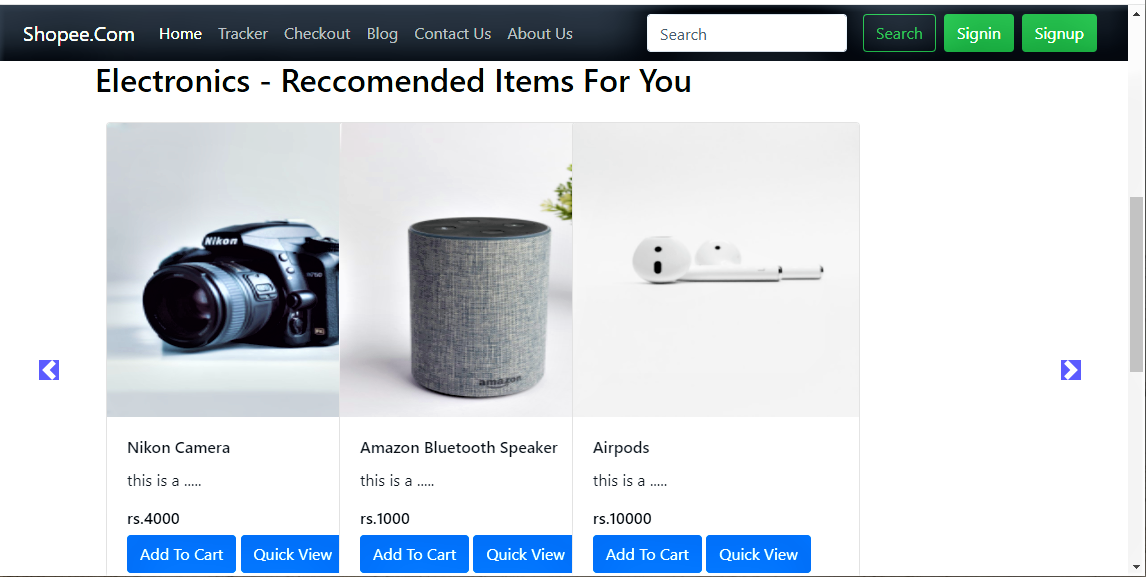 Shopee.Com Home Tracker Checkout Blog Contact Us About Us Search Search Signin Signup
Electronics - Reccomended Items For You
Nikon
amazon
Nikon Camera
this is a .....
rs.4000
Add To Cart Quick View
Amazon Bluetooth Speaker
this is a .....
rs.1000
Add To Cart Quick View
Airpods
this is a .....
rs.10000
Add To Cart Quick View